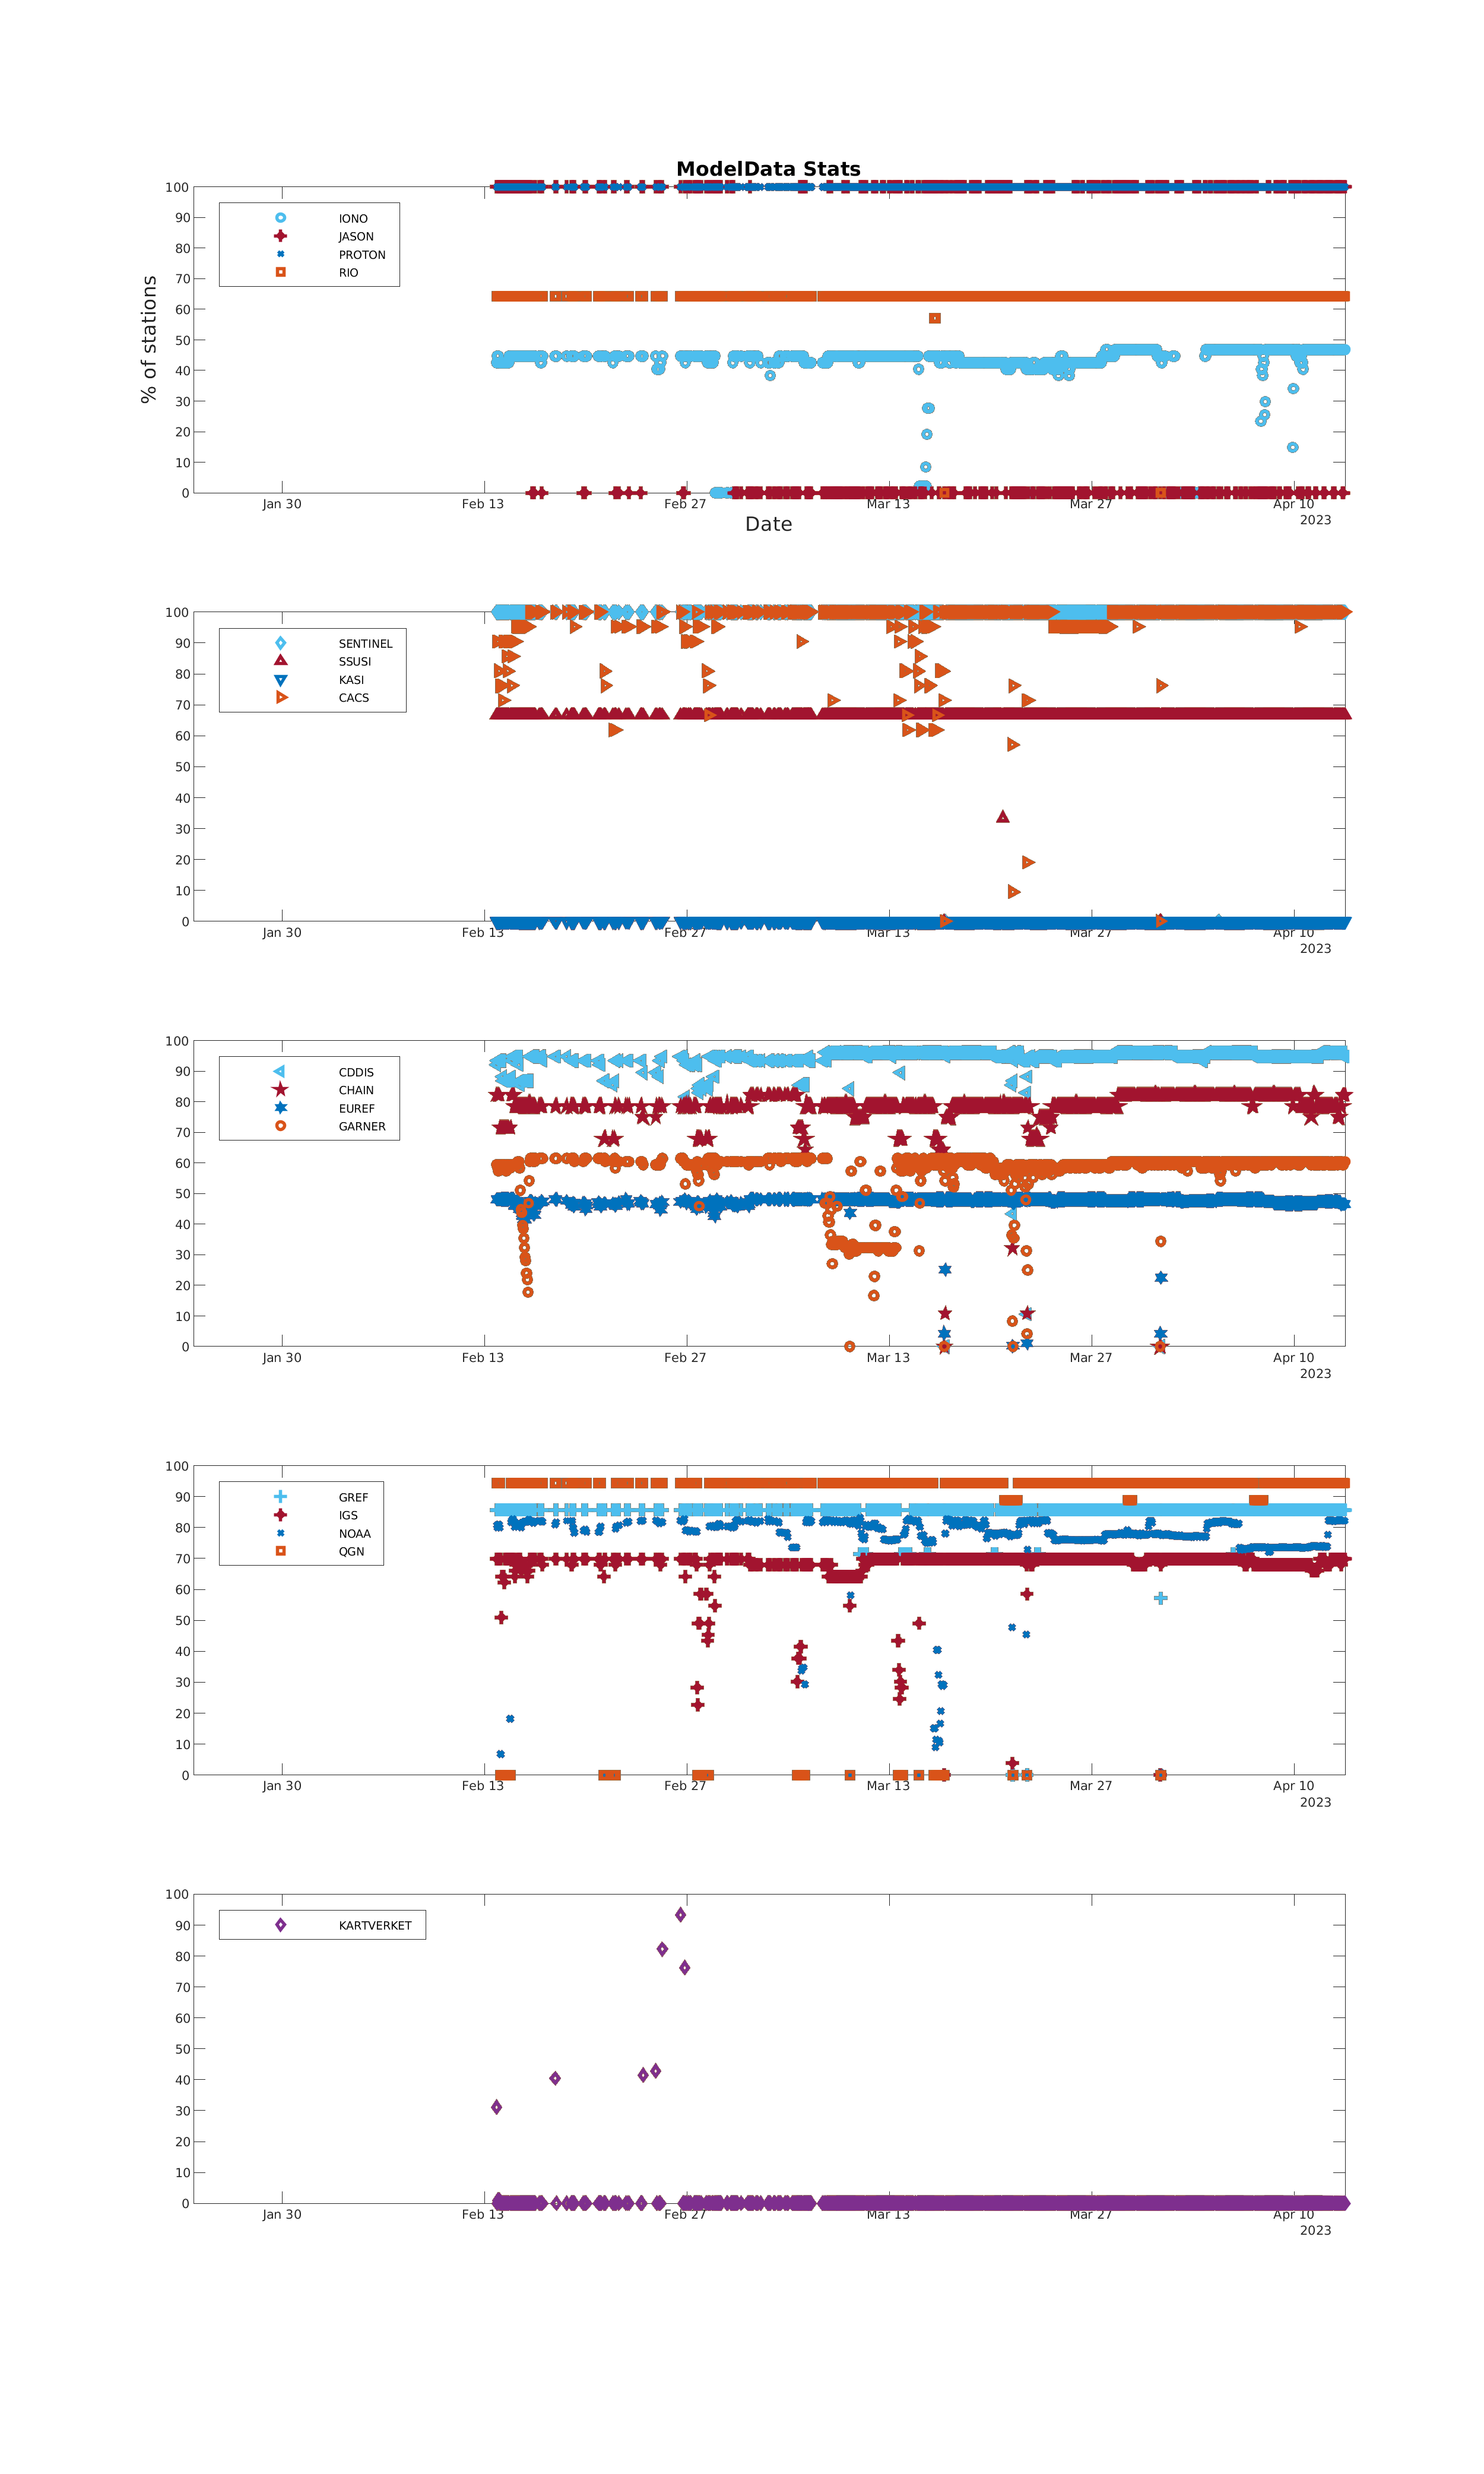 ModelData Stats
% of stations
100
90
80
70
60
50
40
30
20
10
0
IONO
JASON
PROTON
RIO
Jan 30
Feb 13
Feb 27
Mar 13
Mar 27
Apr 10
2023
Date
100
90
80
70
60
50
40
30
20
10
0
SENTINEL
SSUSI
KASI
CACS
Jan 30
Feb 13
Feb 27
Mar 13
Mar 27
Apr 10
2023
100
90
80
70
60
50
40
30
20
10
0
CDDIS
CHAIN
EUREF
GARNER
Jan 30
Feb 13
Feb 27
Mar 13
Mar 27
Apr 10
2023
100
90
80
70
60
50
40
30
20
10
0
GREF
IGS
NOAA
QGN
Jan 30
Feb 13
Feb 27
Mar 13
Mar 27
Apr 10
2023
100
90
80
70
60
50
40
30
20
10
0
KARTVERKET
Jan 30
Feb 13
Feb 27
Mar 13
Mar 27
Apr 10
2023